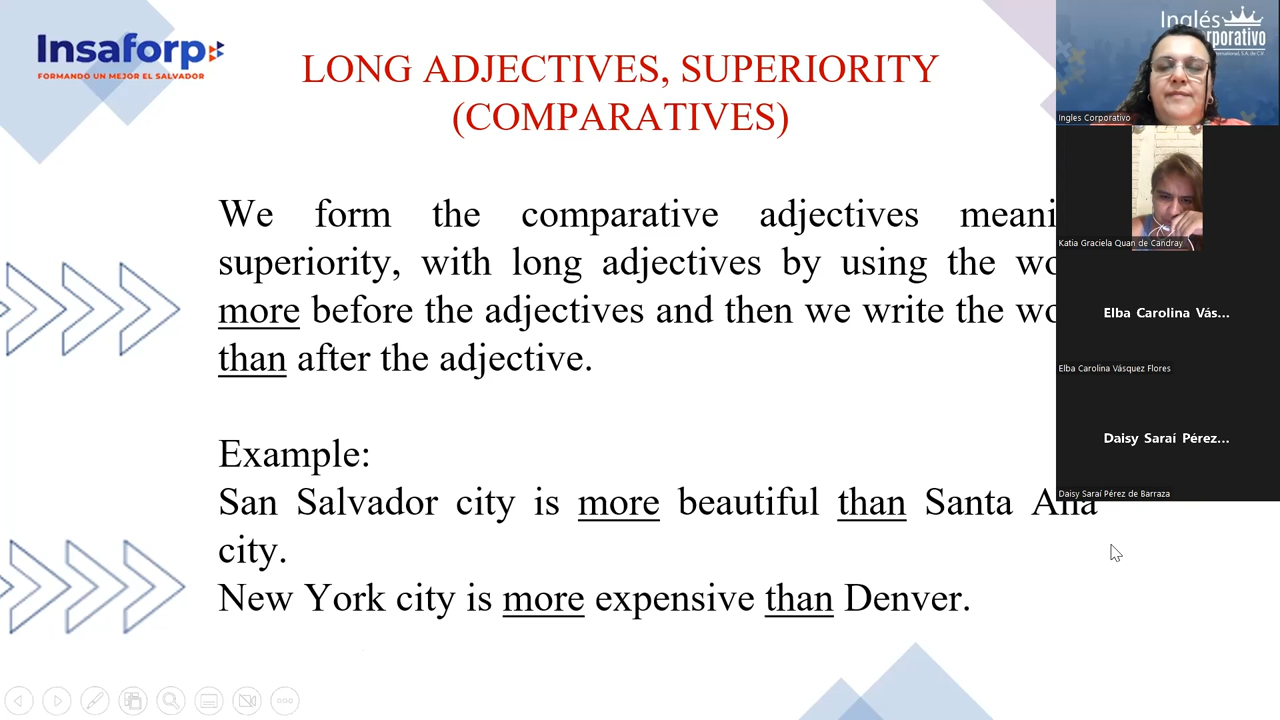 Insaforp
FORMANDO UN MEJOR EL SALVADOR
LONG ADJECTIVES, SUPERIORITY
(COMPARATIVES)
We form the comparative adjectives
superiority, with long adjectives by using the
more before the adjectives and then we write the
than after the adjective.
Example:
San Salvador city is more beautiful than Santa Ana
city.
New York city is more expensive than Denver.
Inglés
Ingles Corporativo
Katia Graciela Quan de Candray
Elba Carolina Vás...
Elba Carolina Vásquez Flores
Daisy Saraí Pérez...
Daisy Saraí Pérez de Barraza